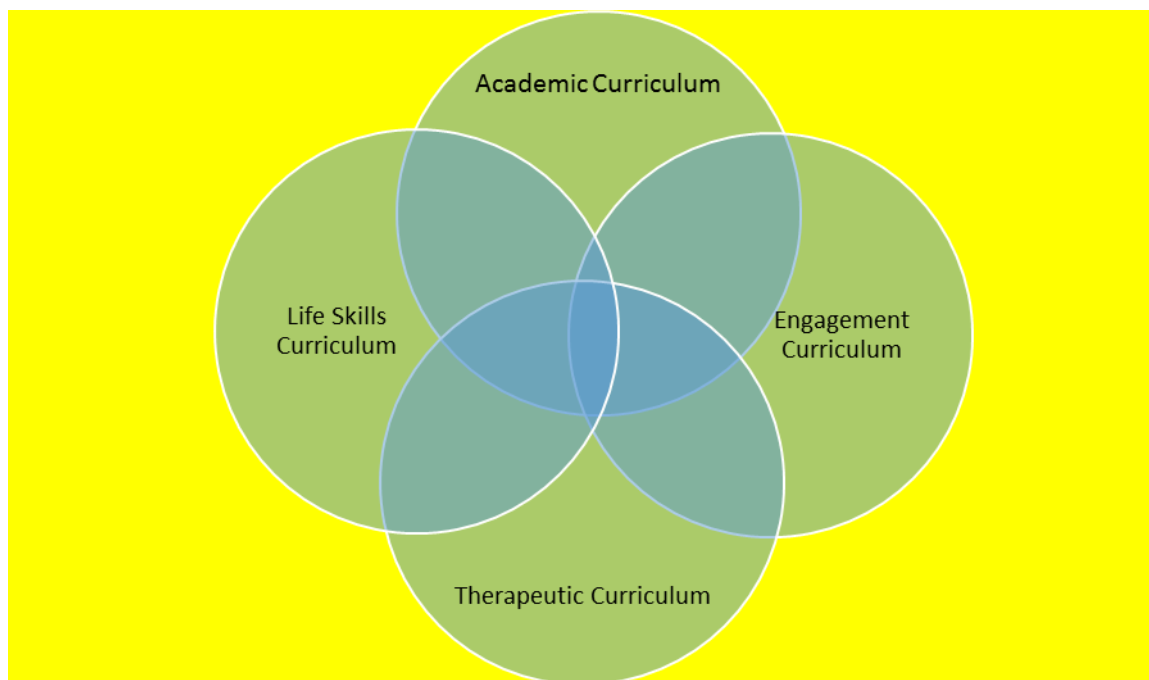 Academic Curriculum
Life Skills
Curriculum
Engagement
Curriculum
Therapeutic Curriculum